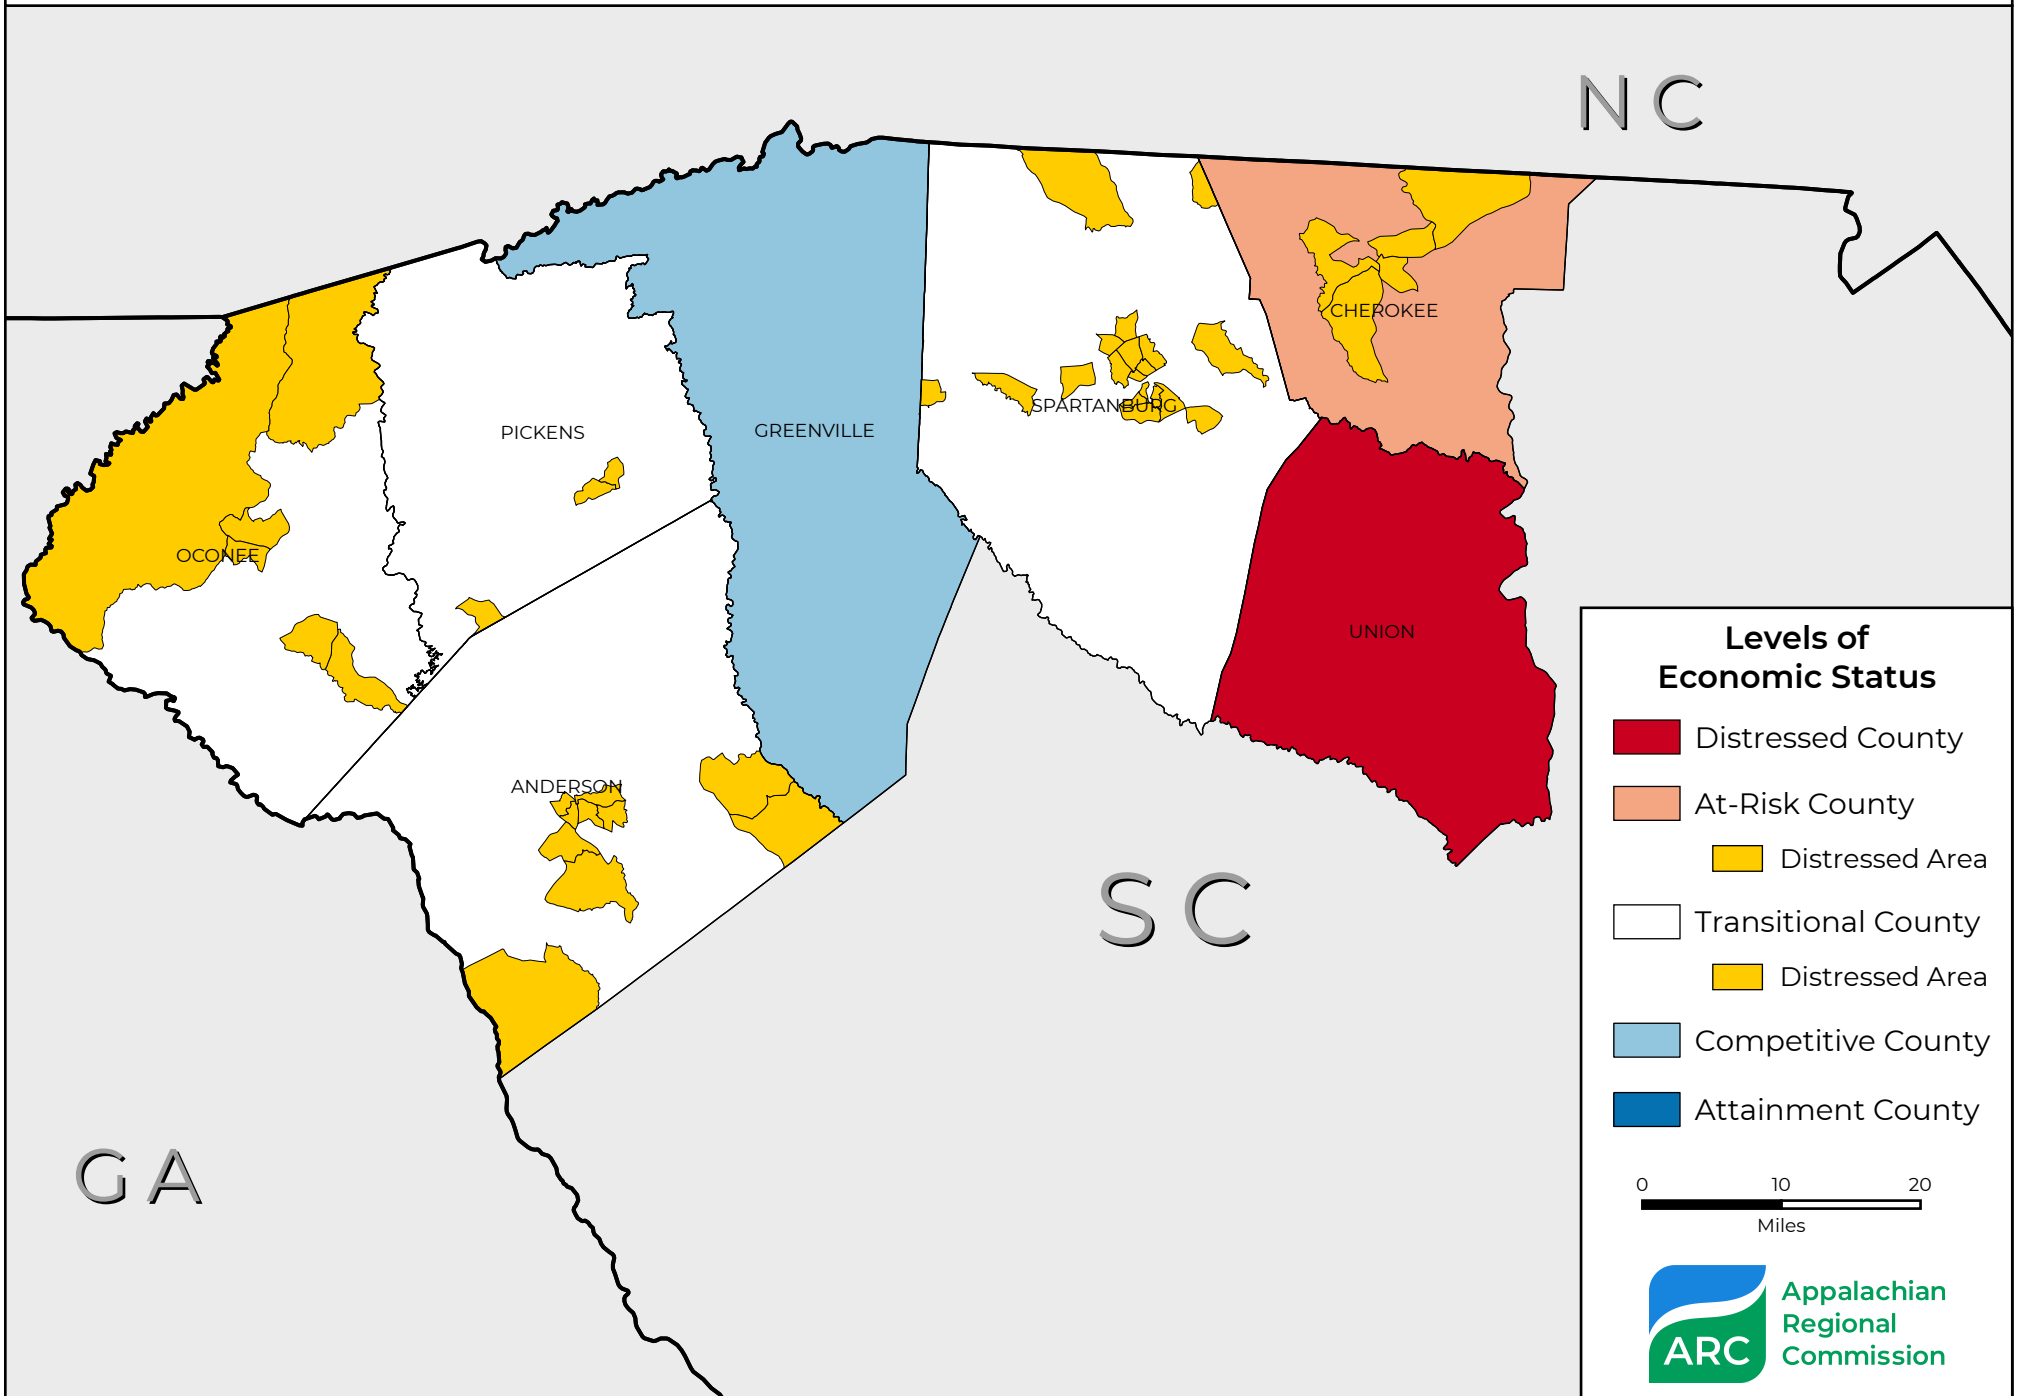 NC
CHEROKEE
SPARTANBURG
GREENVILLE
PICKENS
OCONEE
UNION
ANDERSON
SC
GA
Levels of
Economic Status
Distressed County
At-Risk County
Distressed Area
Transitional County
Distressed Area
Competitive County
Attainment County
0 10 20
Miles
ARC
Appalachian
Regional
Commission